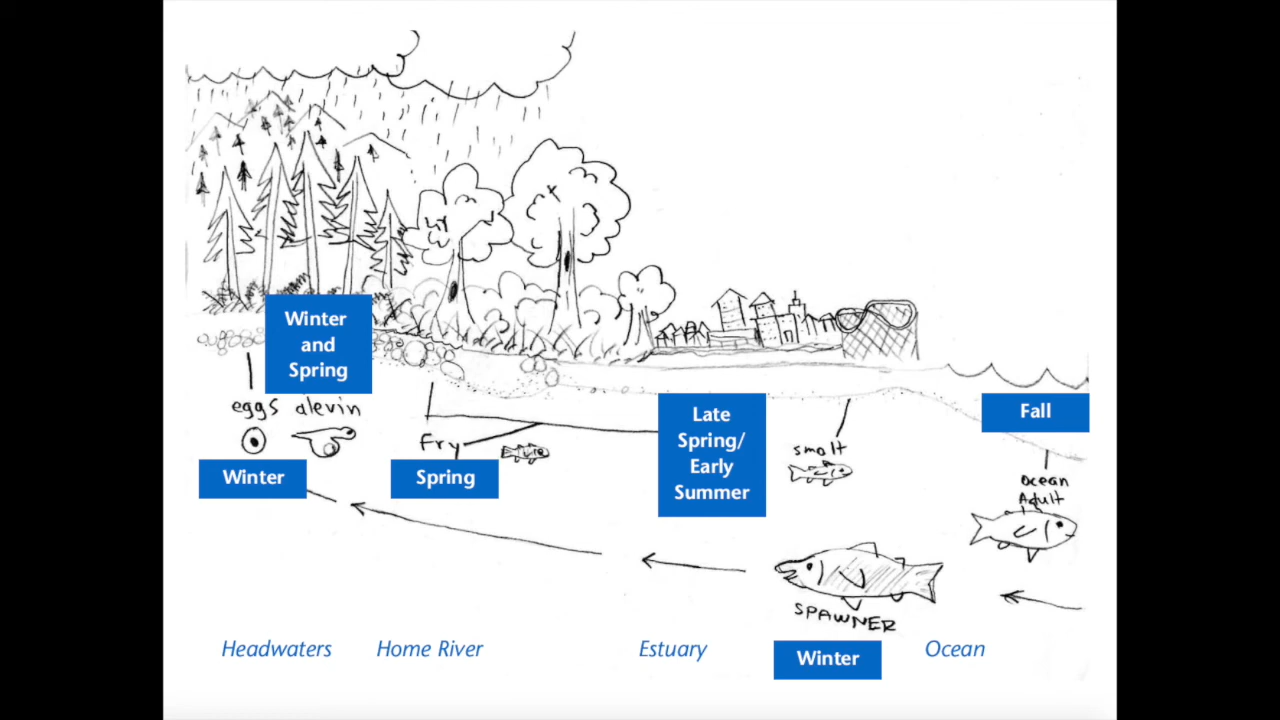 Winter
and
Spring
eggs alevin
Winter
Fry
Spring
Late
Spring/
Early
Summer
smolt
Fall
Ocean
Adult
SPAWNER
Winter
Headwaters
Home River
Estuary
Ocean